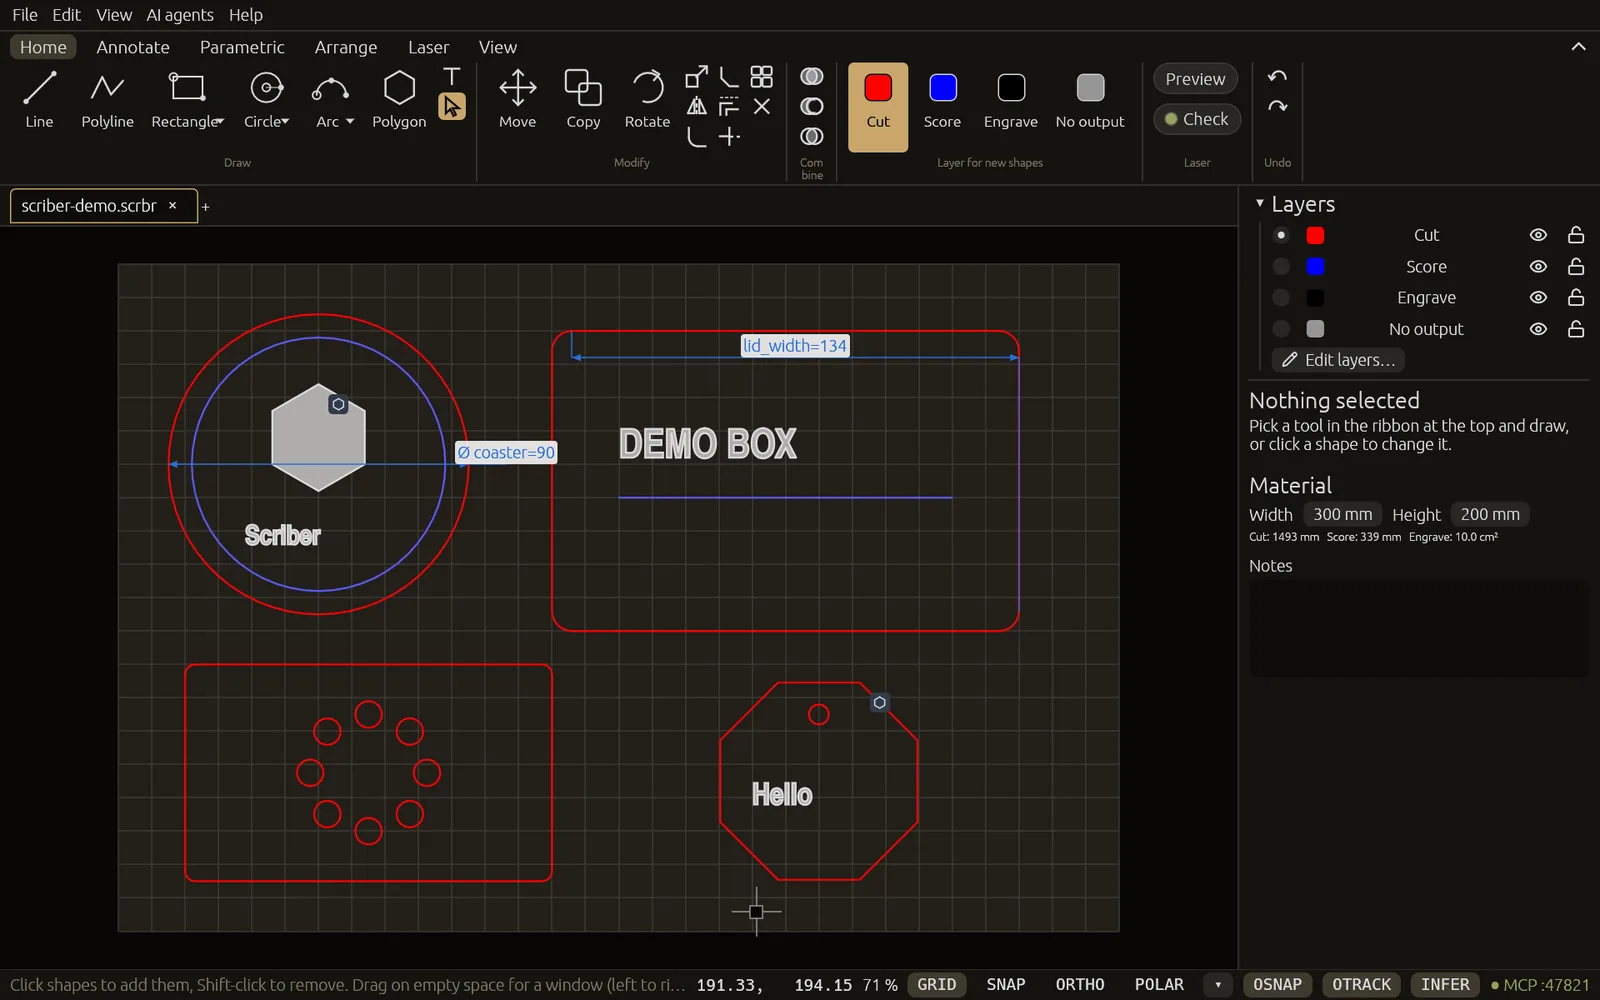 File Edit View AI agents Help
Home Annotate Parametric Arrange Laser View
Line Polyline Rectangle Circle Arc Polygon T
Move Copy Rotate
Cut Score Engrave No output
Preview
Check
Draw Modify Com
bine
Layer for new shapes Laser Undo
scriber-demo.scrbr × +
Layers
Cut
Score
Engrave
No output
Edit layers...
Nothing selected
Pick a tool in the ribbon at the top and draw,
or click a shape to change it.
Material
Width 300 mm Height 200 mm
Cut: 1493 mm Score: 339 mm Engrave: 10.0 cm²
Notes
lid_width=134
DEMO BOX
Ø coaster=90
Scriber
Hello
Click shapes to add them, Shift-click to remove. Drag on empty space for a window (left to ri... 191.33, 194.15 71 % GRID SNAP ORTHO POLAR OSNAP OTRACK INFER MCP :47821